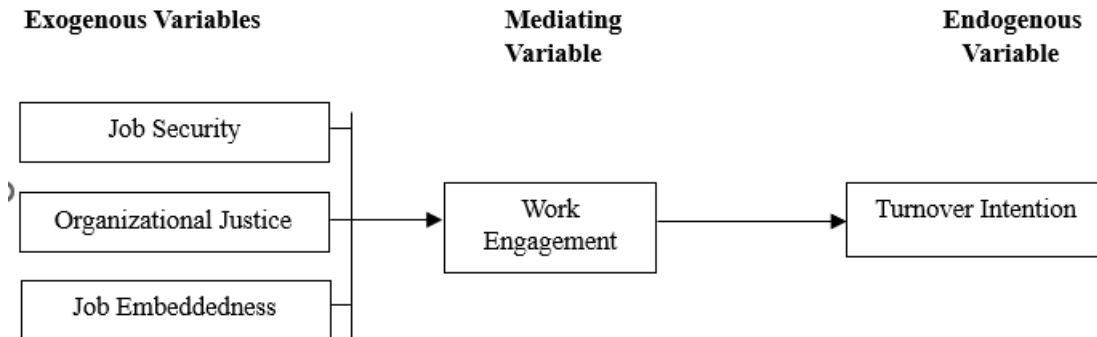 Exogenous Variables
Mediating
Variable
Endogenous
Variable
Job Security
Organizational Justice
Job Embeddedness
Work
Engagement
Turnover Intention